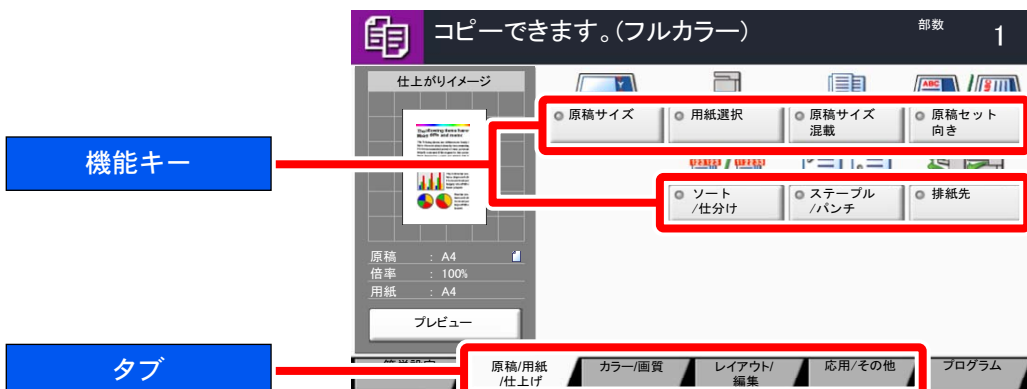 コピーできます。(フルカラー)
部数
1
仕上がりイメージ
ABC
原稿サイズ
用紙選択
原稿サイズ
混載
原稿セット
向き
機能キー
ソート
/仕分け
ステープル
/パンチ
排紙先
原稿 : A4
倍率 : 100%
用紙 : A4
プレビュー
タブ
原稿/用紙
/仕上げ
カラー/画質
レイアウト/
編集
応用/その他
プログラム